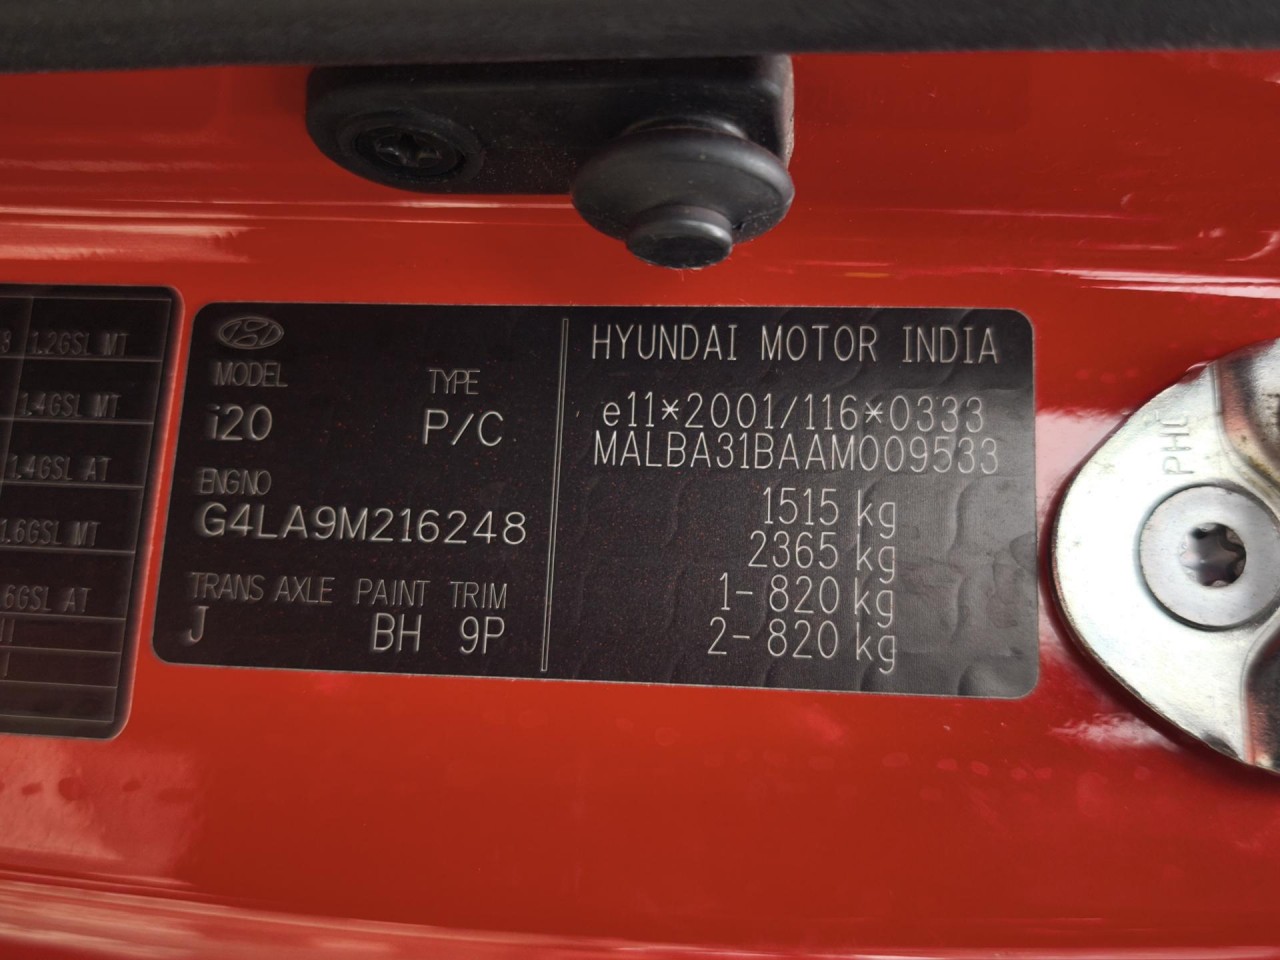 1.2GSL MT
1.4GSL MT
1.4GSL AT
1.6GSL MT
6GSL AT
MODEL TYPE
i20 P/C
ENGNO
G4LA9M216248
TRANS AXLE PAINT TRIM
J BH 9P
HYUNDAI MOTOR INDIA
e11*2001/116*0333
MALBA31BAAM009533
1515 kg
2365 kg
1- 820 kg
2- 820 kg
PHC